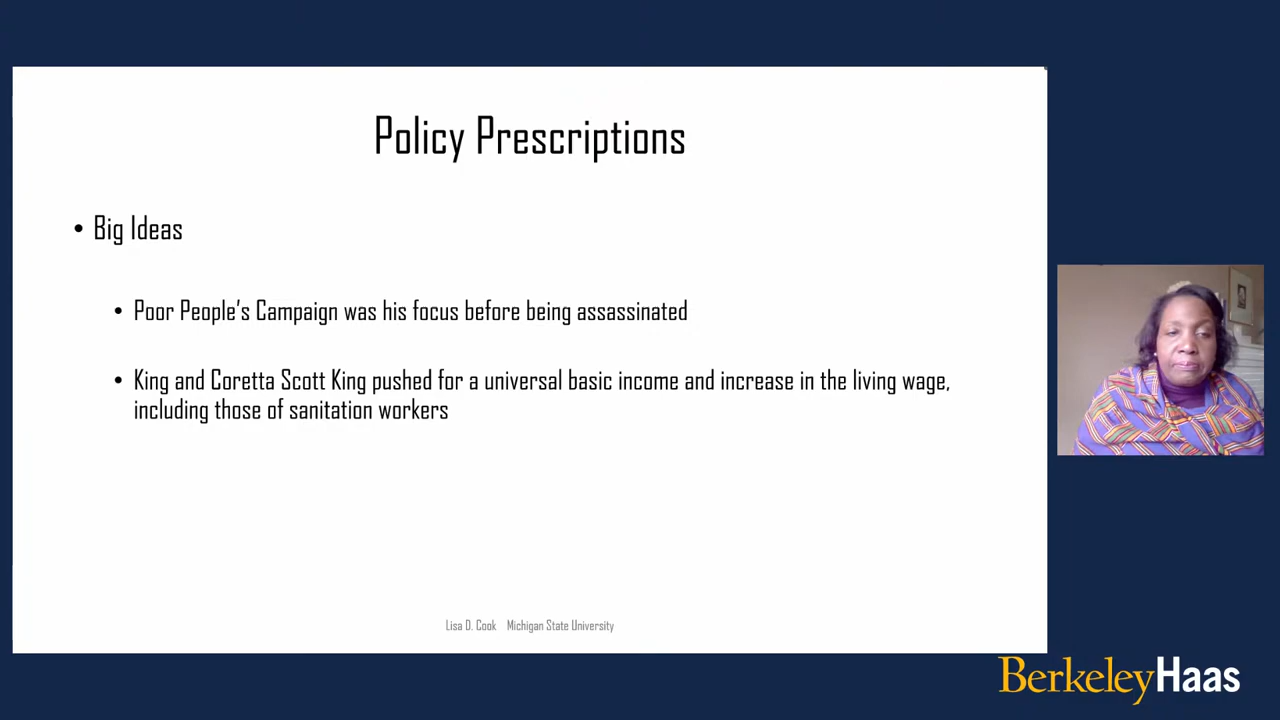 Policy Prescriptions
• Big Ideas
• Poor People's Campaign was his focus before being assassinated
• King and Coretta Scott King pushed for a universal basic income and increase in the living wage,
including those of sanitation workers
Lisa D. Cook Michigan State University
BerkeleyHaas